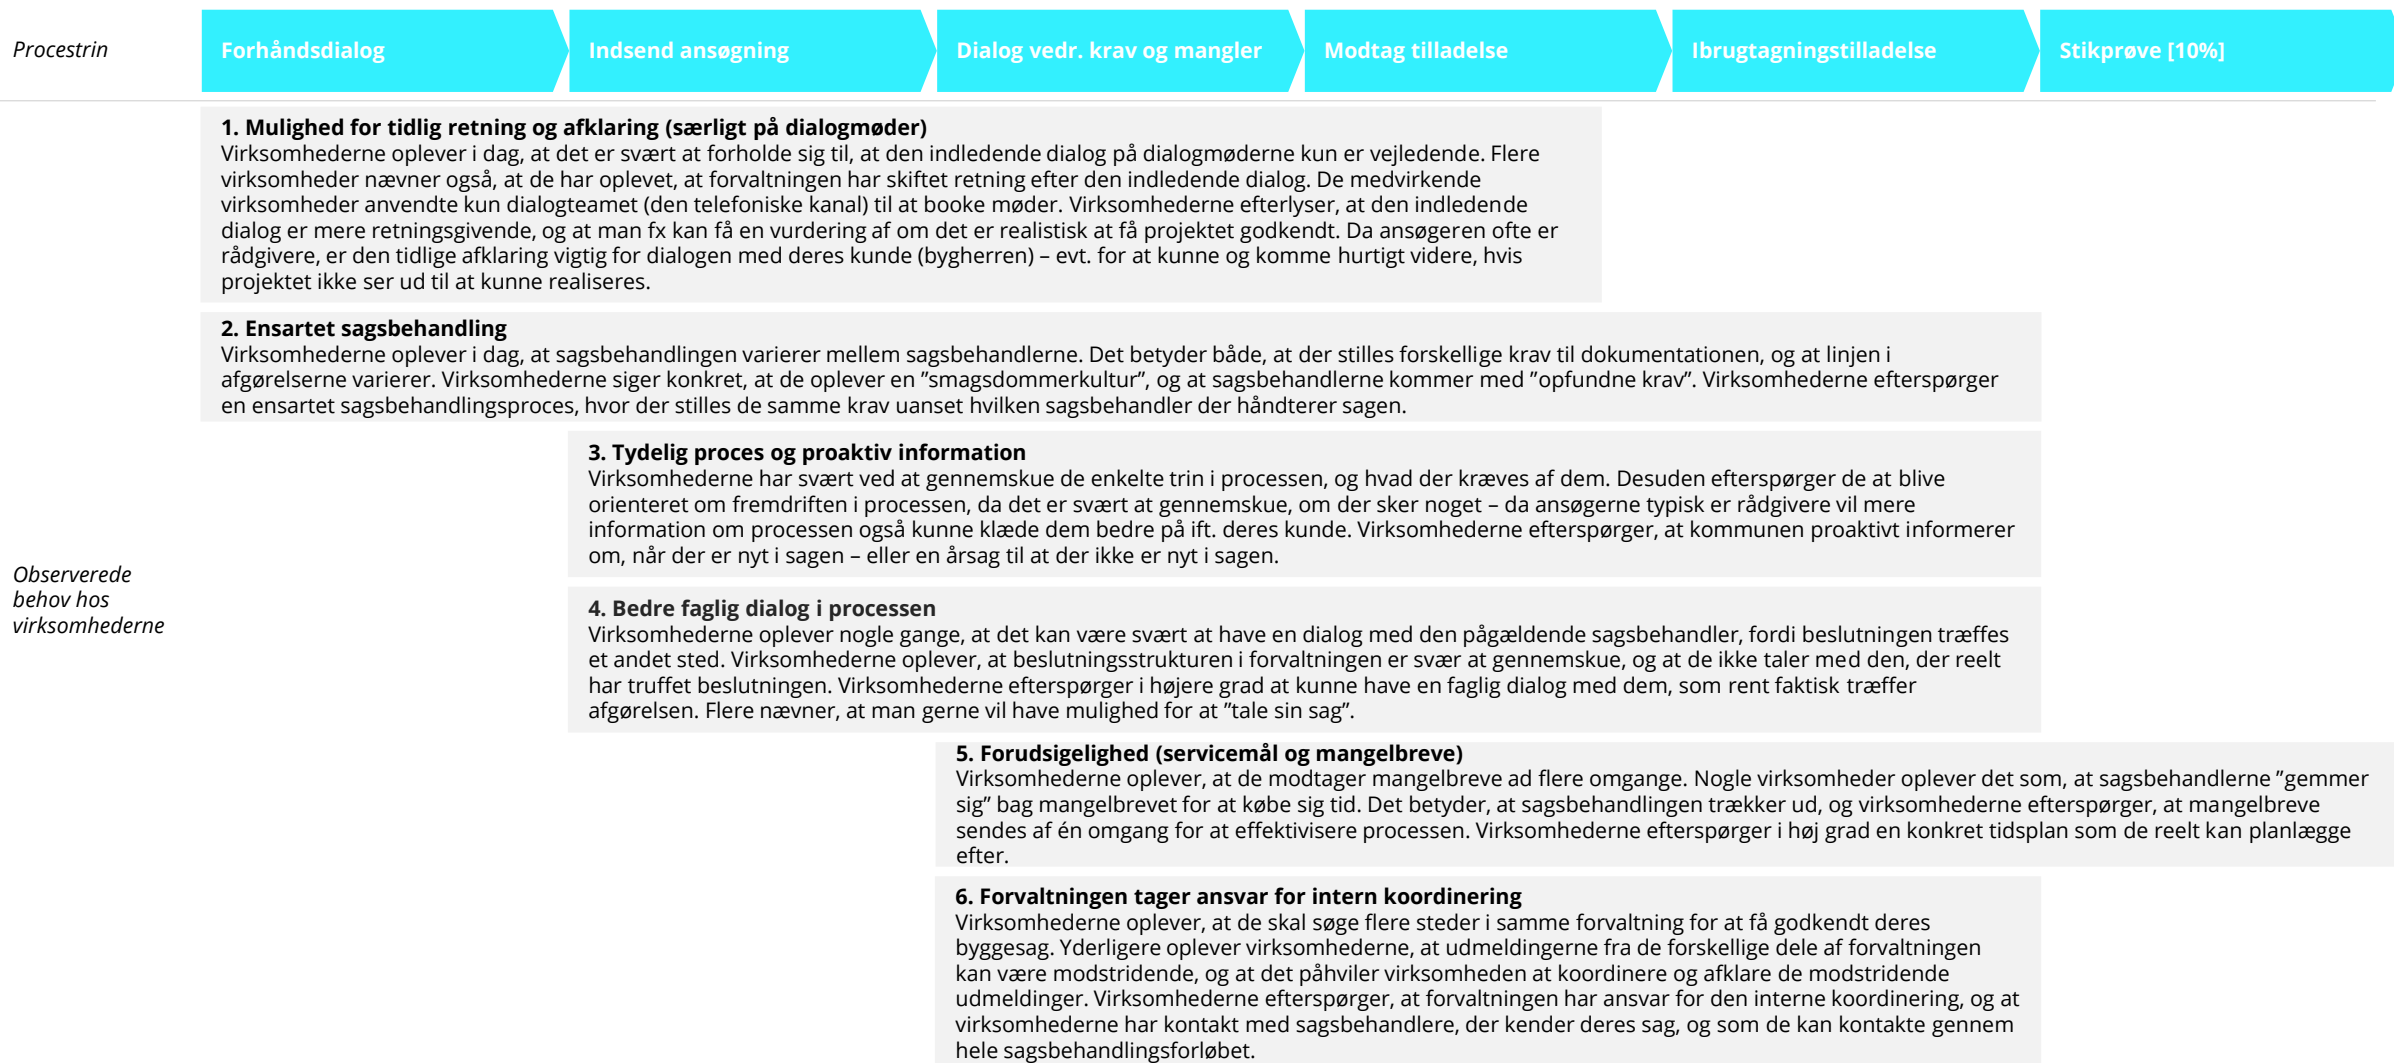 Procestrin
Forhåndsdialog
Indsend ansøgning
Dialog vedr. krav og mangler
Modtag tilladelse
Ibrugtagningstilladelse
Stikprøve [10%]
1. Mulighed for tidlig retning og afklaring (særligt på dialogmøder)
Virksomhederne oplever i dag, at det er svært at forholde sig til, at den indledende dialog på dialogmøderne kun er vejledende. Flere
virksomheder nævner også, at de har oplevet, at forvaltningen har skiftet retning efter den indledende dialog. De medvirkende
virksomheder anvendte kun dialogteamet (den telefoniske kanal) til at booke møder. Virksomhederne efterlyser, at den indledende
dialog er mere retningsgivende, og at man fx kan få en vurdering af om det er realistisk at få projektet godkendt. Da ansøgeren ofte er
rådgivere, er den tidlige afklaring vigtig for dialogen med deres kunde (bygherren) – evt. for at kunne og komme hurtigt videre, hvis
projektet ikke ser ud til at kunne realiseres.
2. Ensartet sagsbehandling
Virksomhederne oplever i dag, at sagsbehandlingen varierer mellem sagsbehandlerne. Det betyder både, at der stilles forskellige krav til dokumentationen, og at linjen i
afgørelserne varierer. Virksomhederne siger konkret, at de oplever en ”smagsdommerkultur”, og at sagsbehandlerne kommer med ”opfundne krav”. Virksomhederne efterspørger
en ensartet sagsbehandlingsproces, hvor der stilles de samme krav uanset hvilken sagsbehandler der håndterer sagen.
3. Tydelig proces og proaktiv information
Virksomhederne har svært ved at gennemskue de enkelte trin i processen, og hvad der kræves af dem. Desuden efterspørger de at blive
orienteret om fremdriften i processen, da det er svært at gennemskue, om der sker noget – da ansøgerne typisk er rådgivere vil mere
information om processen også kunne klæde dem bedre på ift. deres kunde. Virksomhederne efterspørger, at kommunen proaktivt informerer
om, når der er nyt i sagen – eller en årsag til at der ikke er nyt i sagen.
Observerede
behov hos
virksomhederne
4. Bedre faglig dialog i processen
Virksomhederne oplever nogle gange, at det kan være svært at have en dialog med den pågældende sagsbehandler, fordi beslutningen træffes
et andet sted. Virksomhederne oplever, at beslutningsstrukturen i forvaltningen er svær at gennemskue, og at de ikke taler med den, der reelt
har truffet beslutningen. Virksomhederne efterspørger i højere grad at kunne have en faglig dialog med dem, som rent faktisk træffer
afgørelsen. Flere nævner, at man gerne vil have mulighed for at ”tale sin sag”.
5. Forudsigelighed (servicemål og mangelbreve)
Virksomhederne oplever, at de modtager mangelbreve ad flere omgange. Nogle virksomheder oplever det som, at sagsbehandlerne ”gemmer
sig” bag mangelbrevet for at købe sig tid. Det betyder, at sagsbehandlingen trækker ud, og virksomhederne efterspørger, at mangelbreve
sendes af én omgang for at effektivisere processen. Virksomhederne efterspørger i høj grad en konkret tidsplan som de reelt kan planlægge
efter.
6. Forvaltningen tager ansvar for intern koordinering
Virksomhederne oplever, at de skal søge flere steder i samme forvaltning for at få godkendt deres
byggesag. Yderligere oplever virksomhederne, at udmeldingerne fra de forskellige dele af forvaltningen
kan være modstridende, og at det påhviler virksomheden at koordinere og afklare de modstridende
udmeldinger. Virksomhederne efterspørger, at forvaltningen har ansvar for den interne koordinering, og at
virksomhederne har kontakt med sagsbehandlere, der kender deres sag, og som de kan kontakte gennem
hele sagsbehandlingsforløbet.